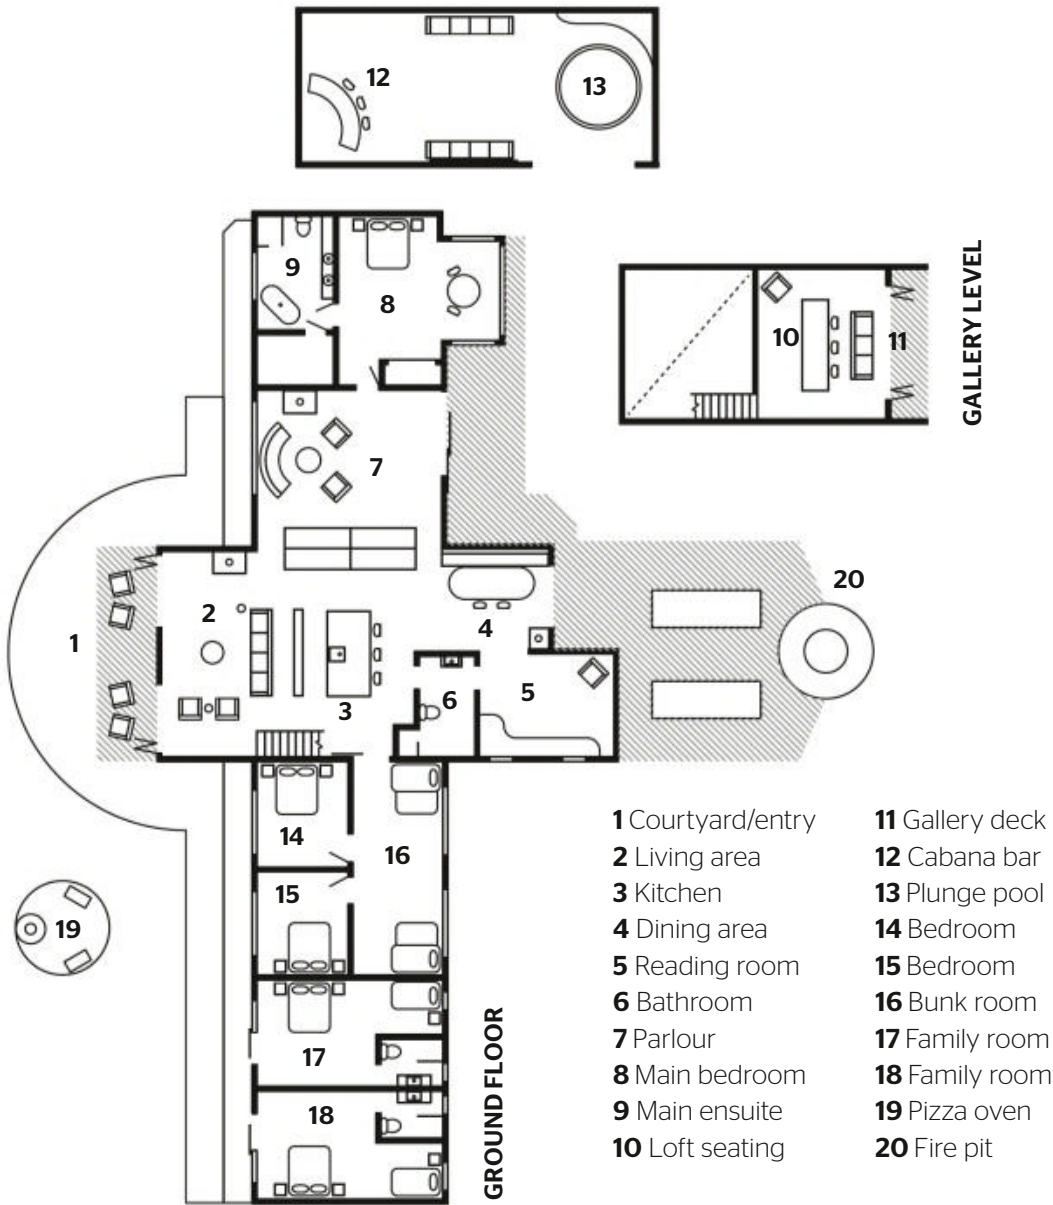 12
13
9
8
10
11
GALLERY LEVEL
7
20
2
1
4
5
6
3
14
16
15
19
17
18
GROUND FLOOR
1 Courtyard/entry
2 Living area
3 Kitchen
4 Dining area
5 Reading room
6 Bathroom
7 Parlour
8 Main bedroom
9 Main ensuite
10 Loft seating
11 Gallery deck
12 Cabana bar
13 Plunge pool
14 Bedroom
15 Bedroom
16 Bunk room
17 Family room
18 Family room
19 Pizza oven
20 Fire pit